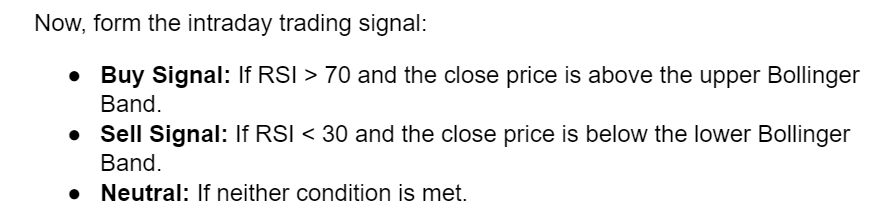 Now, form the intraday trading signal:
● Buy Signal: If RSI > 70 and the close price is above the upper Bollinger
Band.
● Sell Signal: If RSI < 30 and the close price is below the lower Bollinger
Band.
● Neutral: If neither condition is met.